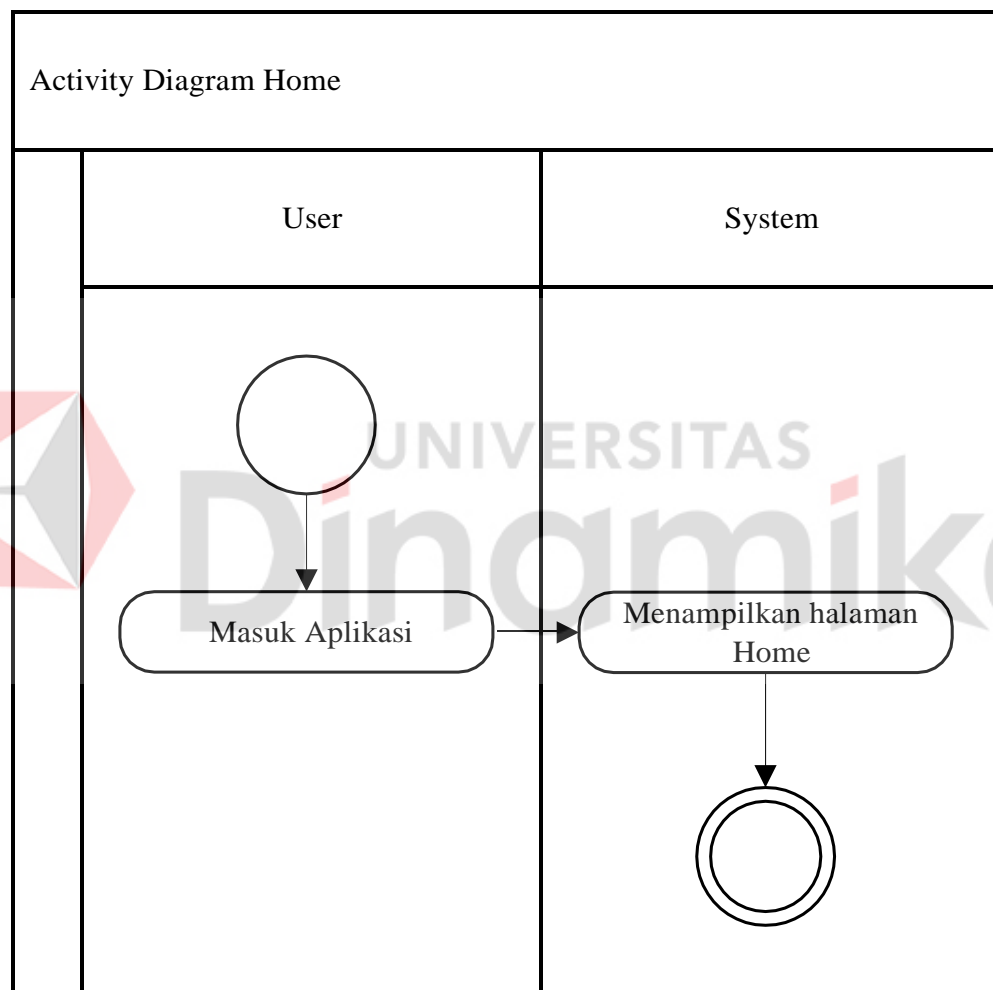 Activity Diagram Home
User
System
UNIVERSITAS
Dinamika
Masuk Aplikasi
Menampilkan halaman
Home